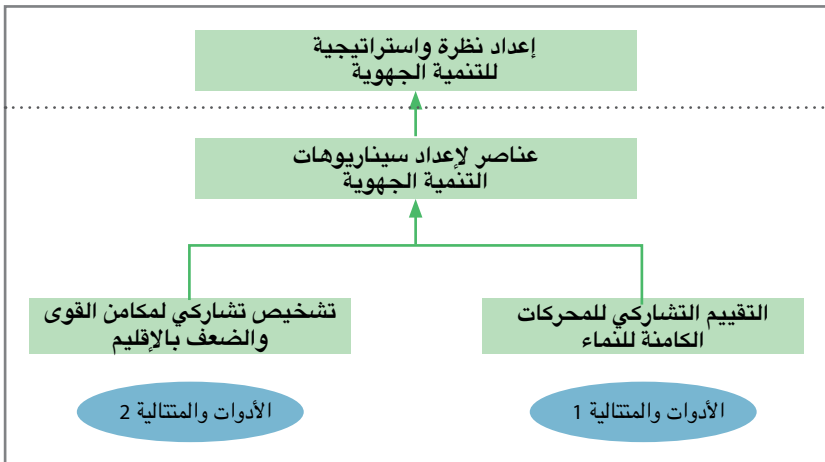 إعداد نظرة واستراتيجية
للتنمية الجهوية
عناصر لإعداد سيناريوهات
التنمية الجهوية
التقييم التشاركي للمحركات
الكامنة للنماء
تشخيص تشاركي لمكامن القوى
والضعف بالإقليم
الأدوات والمتتالية 1
الأدوات والمتتالية 2